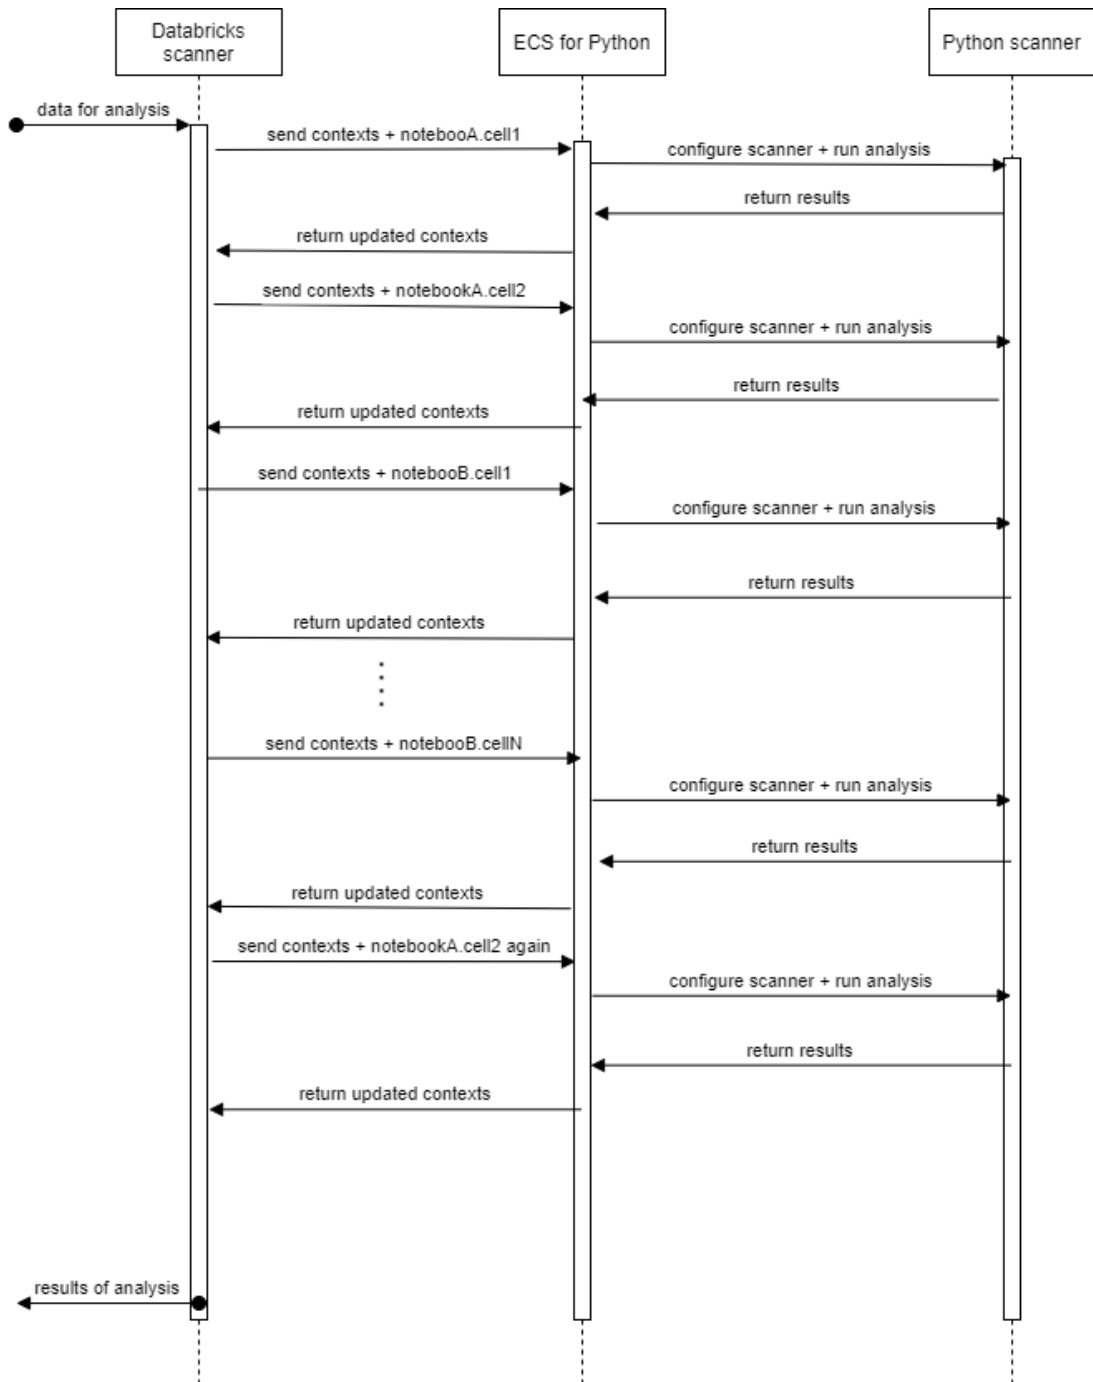 Databricks
scanner
ECS for Python
Python scanner
data for analysis
send contexts + notebooA.cell1
configure scanner + run analysis
return results
return updated contexts
send contexts + notebookA.cell2
configure scanner + run analysis
return results
return updated contexts
send contexts + notebooB.cell1
configure scanner + run analysis
return results
return updated contexts
send contexts + notebooB.cellN
configure scanner + run analysis
return results
return updated contexts
send contexts + notebookA.cell2 again
configure scanner + run analysis
return results
return updated contexts
results of analysis